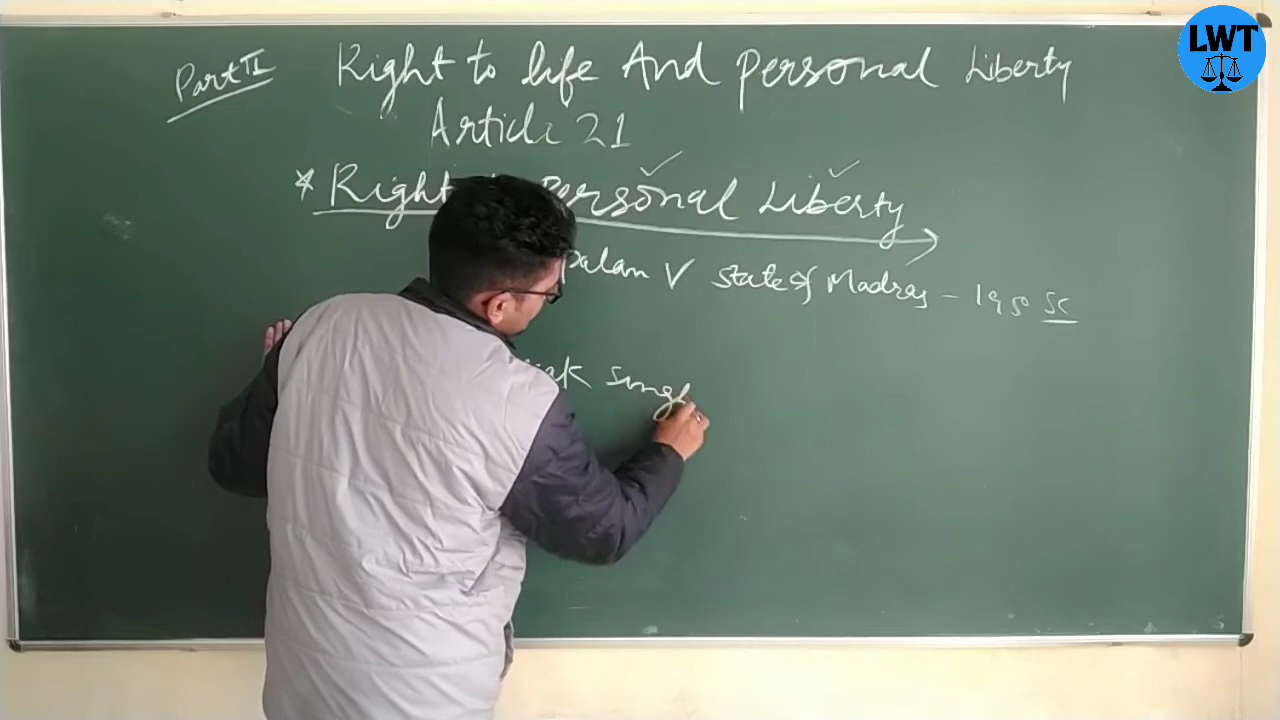 LWT
Part II Right to life And personal Liberty
Article 21
* Right Personal Liberty
palan V State of Madras - 1950 SC
Singh